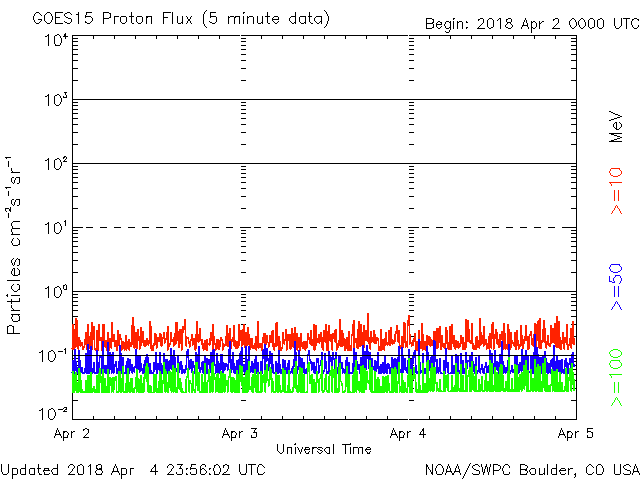 GOES15 Proton Flux (5 minute data)
Begin: 2018 Apr 2 0000 UTC
Particles cm⁻²s⁻¹sr⁻¹
10⁴
10³
10²
10¹
10⁰
10⁻¹
10⁻²
Apr 2
Apr 3
Apr 4
Apr 5
Universal Time
MeV
>=10
>=50
>=100
Updated 2018 Apr 4 23:56:02 UTC
NOAA/SWPC Boulder, CO USA